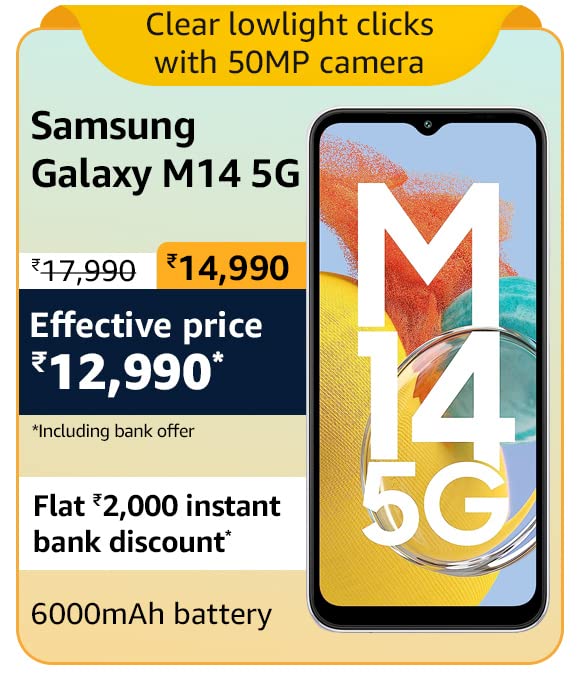 Clear lowlight clicks
with 50MP camera
Samsung
Galaxy M14 5G
₹17,990 ₹14,990
Effective price
₹12,990*
*Including bank offer
Flat ₹2,000 instant
bank discount*
6000mAh battery
M
14
5G